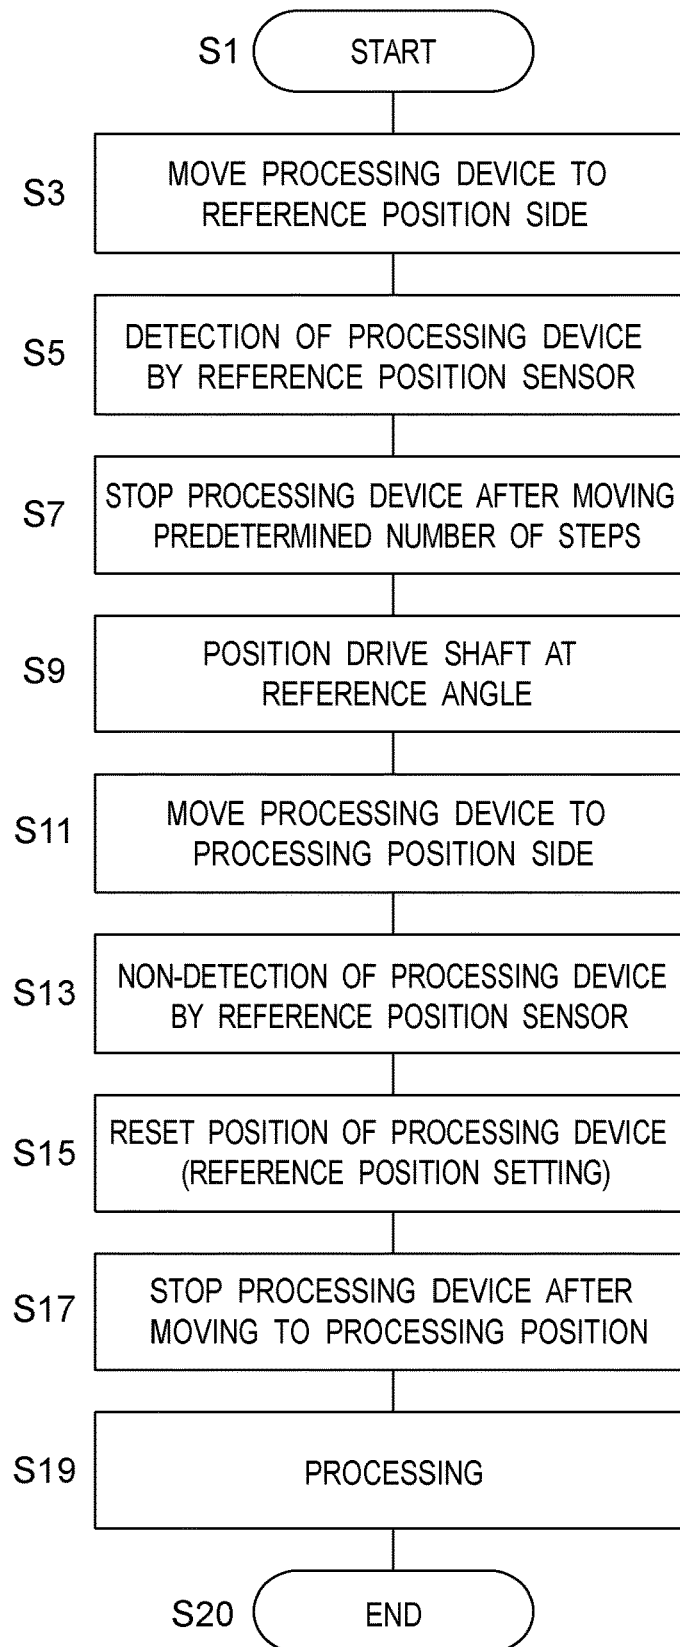 S1 START
S3 MOVE PROCESSING DEVICE TO
REFERENCE POSITION SIDE
S5 DETECTION OF PROCESSING DEVICE
BY REFERENCE POSITION SENSOR
S7 STOP PROCESSING DEVICE AFTER MOVING
PREDETERMINED NUMBER OF STEPS
S9 POSITION DRIVE SHAFT AT
REFERENCE ANGLE
S11 MOVE PROCESSING DEVICE TO
PROCESSING POSITION SIDE
S13 NON-DETECTION OF PROCESSING DEVICE
BY REFERENCE POSITION SENSOR
S15 RESET POSITION OF PROCESSING DEVICE
(REFERENCE POSITION SETTING)
S17 STOP PROCESSING DEVICE AFTER
MOVING TO PROCESSING POSITION
S19 PROCESSING
S20 END